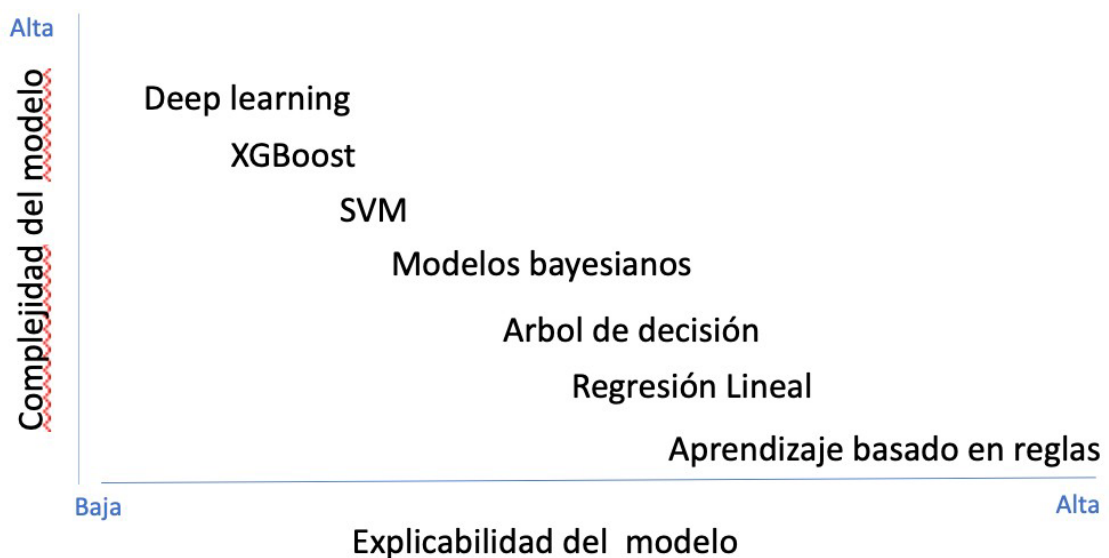 Alta
Complejidad del modelo
Deep learning
XGBoost
SVM
Modelos bayesianos
Arbol de decisión
Regresión Lineal
Aprendizaje basado en reglas
Baja
Alta
Explicabilidad del modelo